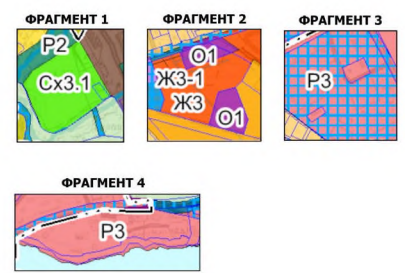 ФРАГМЕНТ 1
ФРАГМЕНТ 2
ФРАГМЕНТ 3
Р2
Сх3.1
О1
Ж3-1
Ж3
О1
Р3
ФРАГМЕНТ 4
Р3